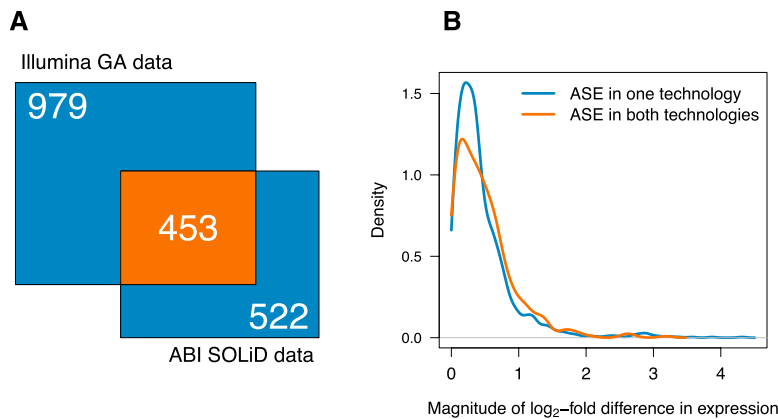 A
Illumina GA data
979
453
522
ABI SOLiD data
B
ASE in one technology
ASE in both technologies
Density
1.5
1.0
0.5
0.0
0 1 2 3 4
Magnitude of log₂−fold difference in expression